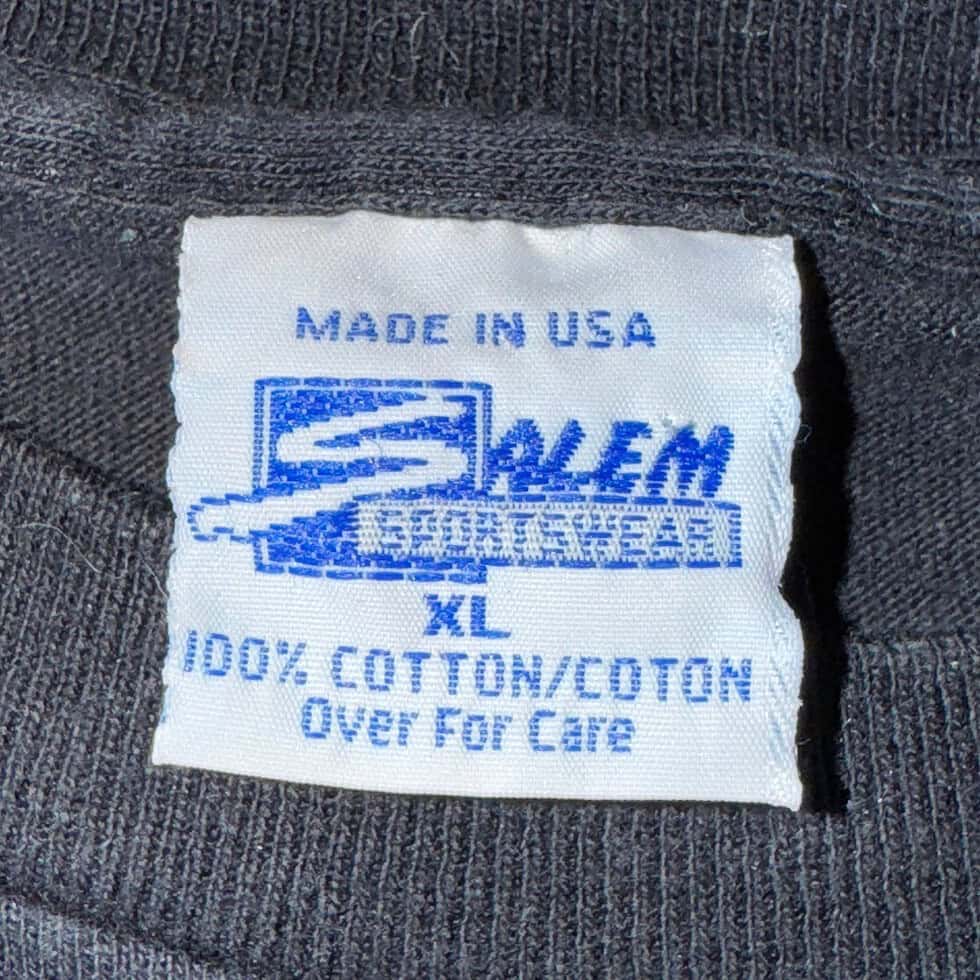 MADE IN USA
SALEM
SPORTSWEAR
XL
100% COTTON/COTON
Over For Care